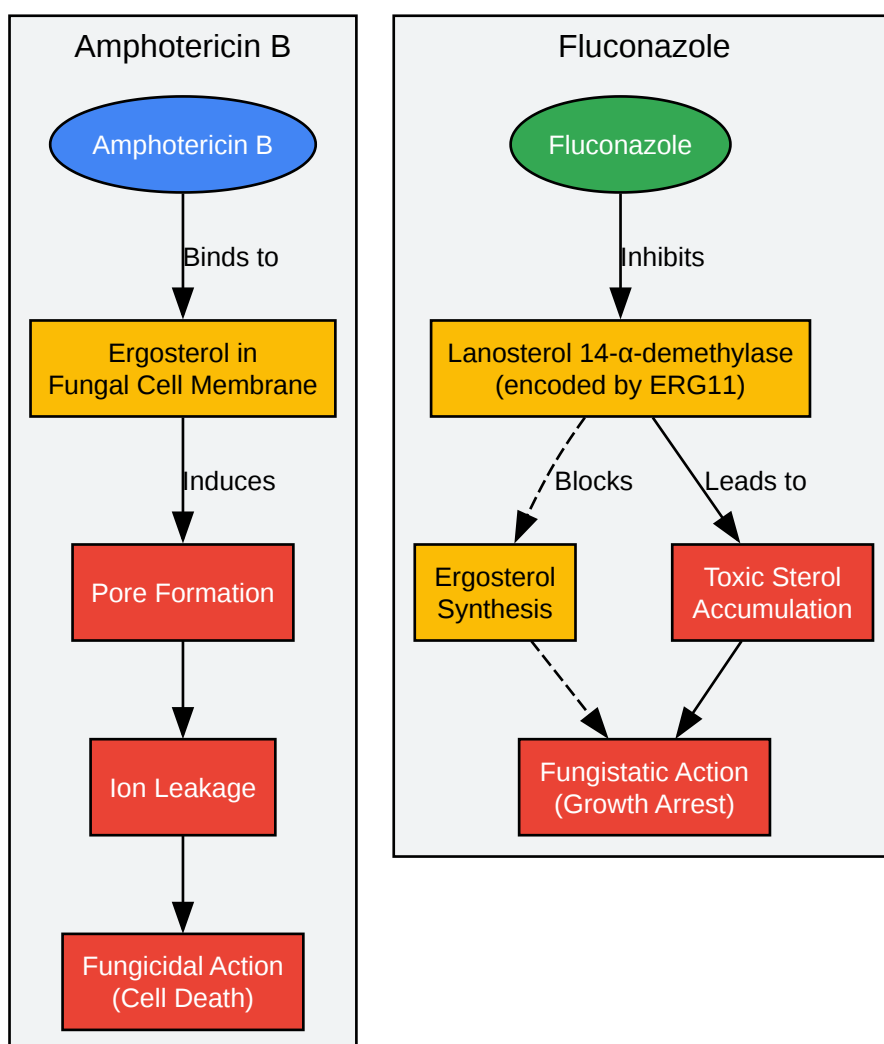 Amphotericin B
Amphotericin B
Binds to
Ergosterol in
Fungal Cell Membrane
Induces
Pore Formation
Ion Leakage
Fungicidal Action
(Cell Death)
Fluconazole
Fluconazole
Inhibits
Lanosterol 14-α-demethylase
(encoded by ERG11)
Blocks
Leads to
Ergosterol
Synthesis
Toxic Sterol
Accumulation
Fungistatic Action
(Growth Arrest)